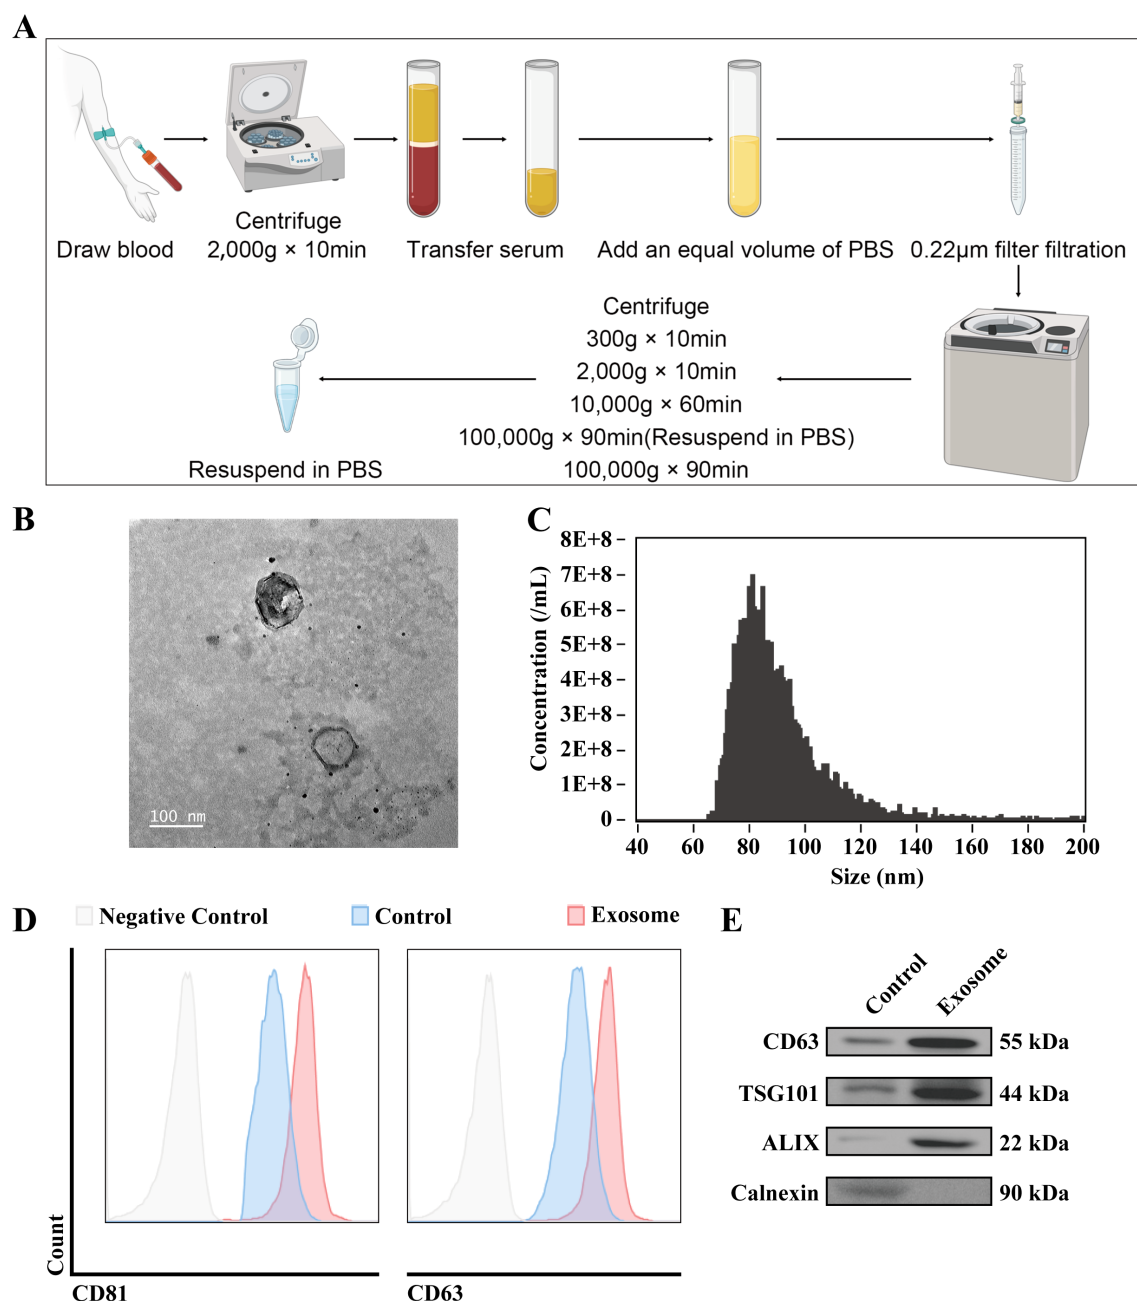 A
Draw blood
Centrifuge
2,000g × 10min
Transfer serum
Add an equal volume of PBS
0.22μm filter filtration
Centrifuge
300g × 10min
2,000g × 10min
10,000g × 60min
100,000g × 90min(Resuspend in PBS)
100,000g × 90min
Resuspend in PBS
B
100 nm
C
Concentration (/mL)
8E+8
7E+8
6E+8
5E+8
4E+8
3E+8
2E+8
1E+8
0
40 60 80 100 120 140 160 180 200
Size (nm)
D
Negative Control Control Exosome
Count
CD81 CD63
E
Control Exosome
CD63 55 kDa
TSG101 44 kDa
ALIX 22 kDa
Calnexin 90 kDa